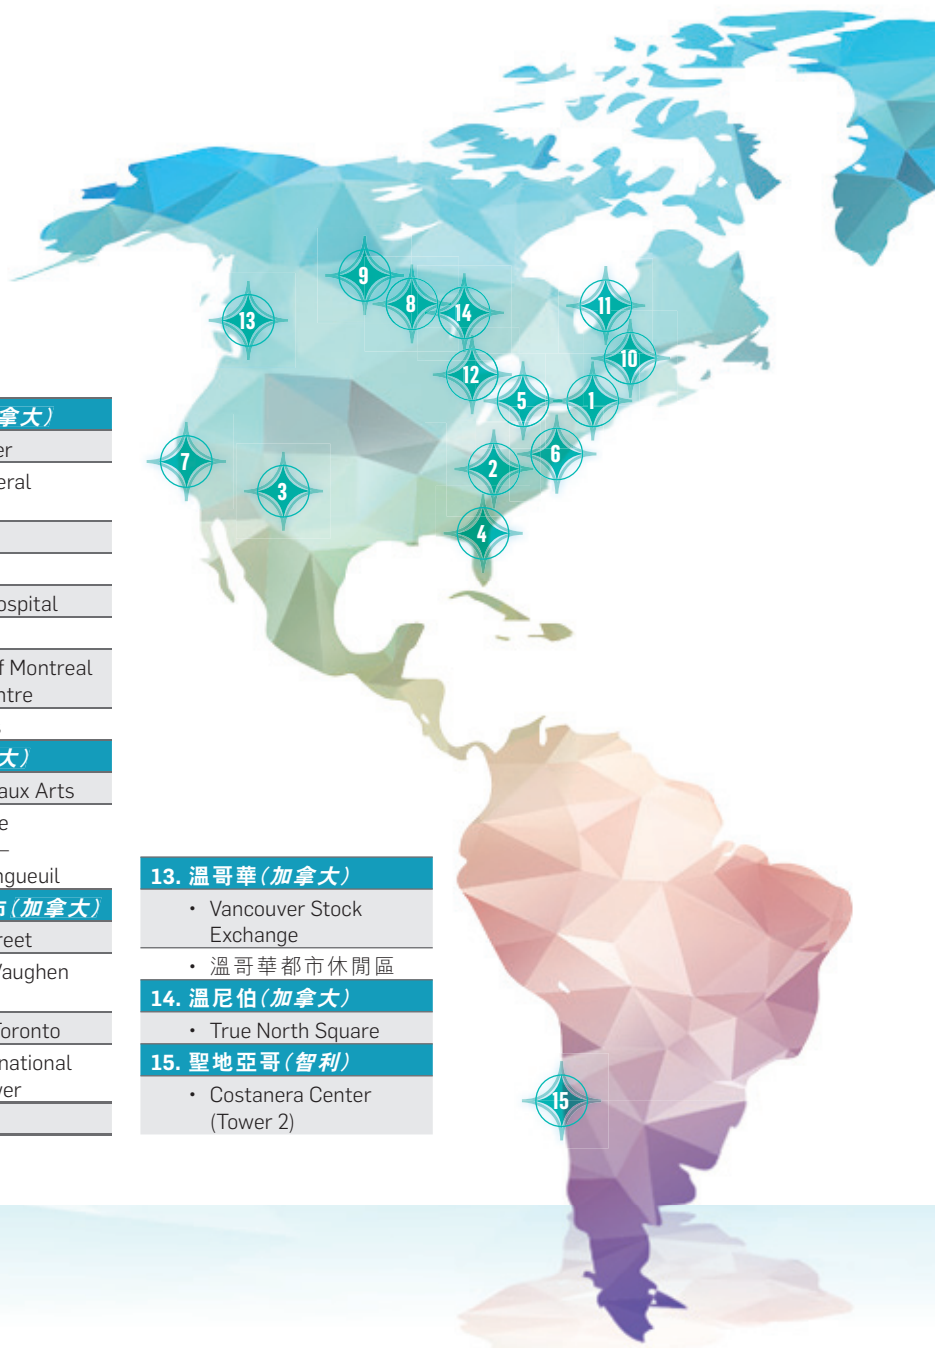 9
8
14
11
13
10
12
5
1
7
2
6
3
4
拿大)
er
eral
ospital
f Montreal
ntre
大)
aux Arts
e
–
ngueuil
(加拿大)
reet
Vaughen
Toronto
national
ver
13. 溫哥華(加拿大)
• Vancouver Stock
Exchange
• 溫哥華都市休閒區
14. 溫尼伯(加拿大)
• True North Square
15. 聖地亞哥(智利)
• Costanera Center
(Tower 2)
15